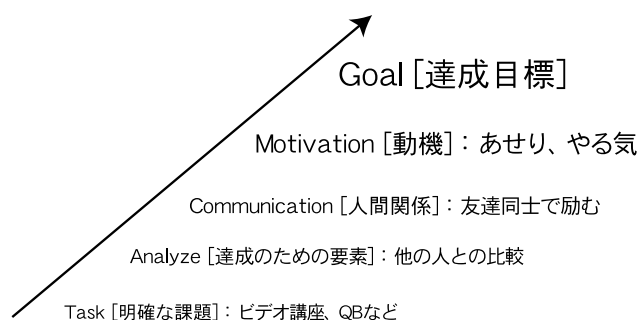 Goal [達成目標]
Motivation [動機]：あせり、やる気
Communication [人間関係]：友達同士で励む
Analyze [達成のための要素]：他の人との比較
Task [明確な課題]：ビデオ講座、QBなど